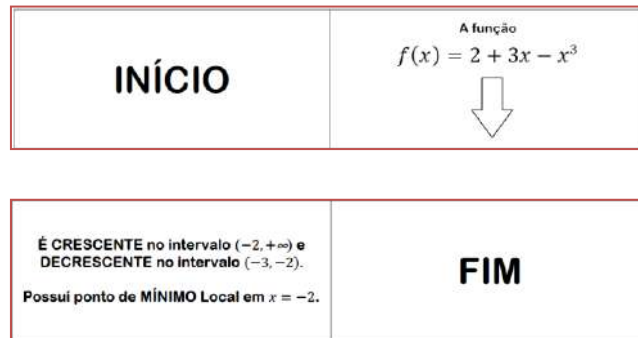 INÍCIO
A função
f(x) = 2 + 3x − x³
É CRESCENTE no intervalo (−2, +∞) e
DECRESCENTE no intervalo (−3, −2).
Possui ponto de MÍNIMO Local em x = −2.
FIM